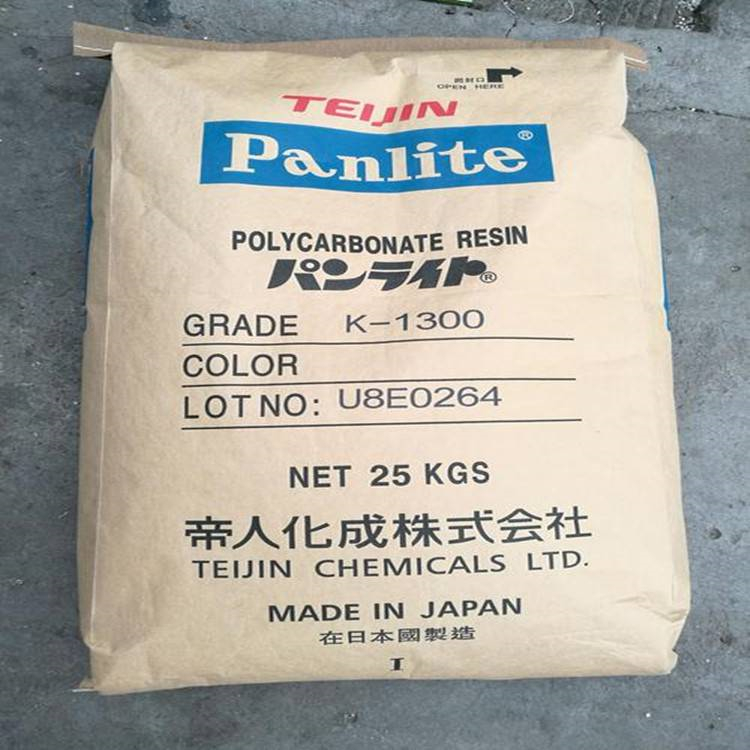 開封口
OPEN HERE
TEIJIN
Panlite®
POLYCARBONATE RESIN
パンライト®
GRADE K-1300
COLOR
LOT NO: U8E0264
NET 25 KGS
帝人化成株式会社
TEIJIN CHEMICALS LTD.
MADE IN JAPAN
在日本國製造
I